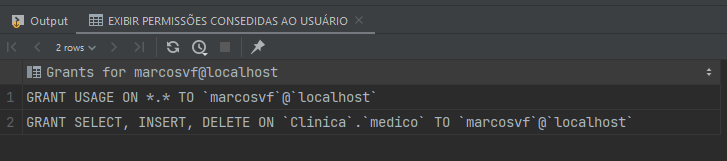 Output
EXIBIR PERMISSÕES CONSEDIDAS AO USUÁRIO
2 rows
Grants for marcosvf@localhost
1 GRANT USAGE ON *.* TO `marcosvf`@`localhost`
2 GRANT SELECT, INSERT, DELETE ON `Clinica`.`medico` TO `marcosvf`@`localhost`